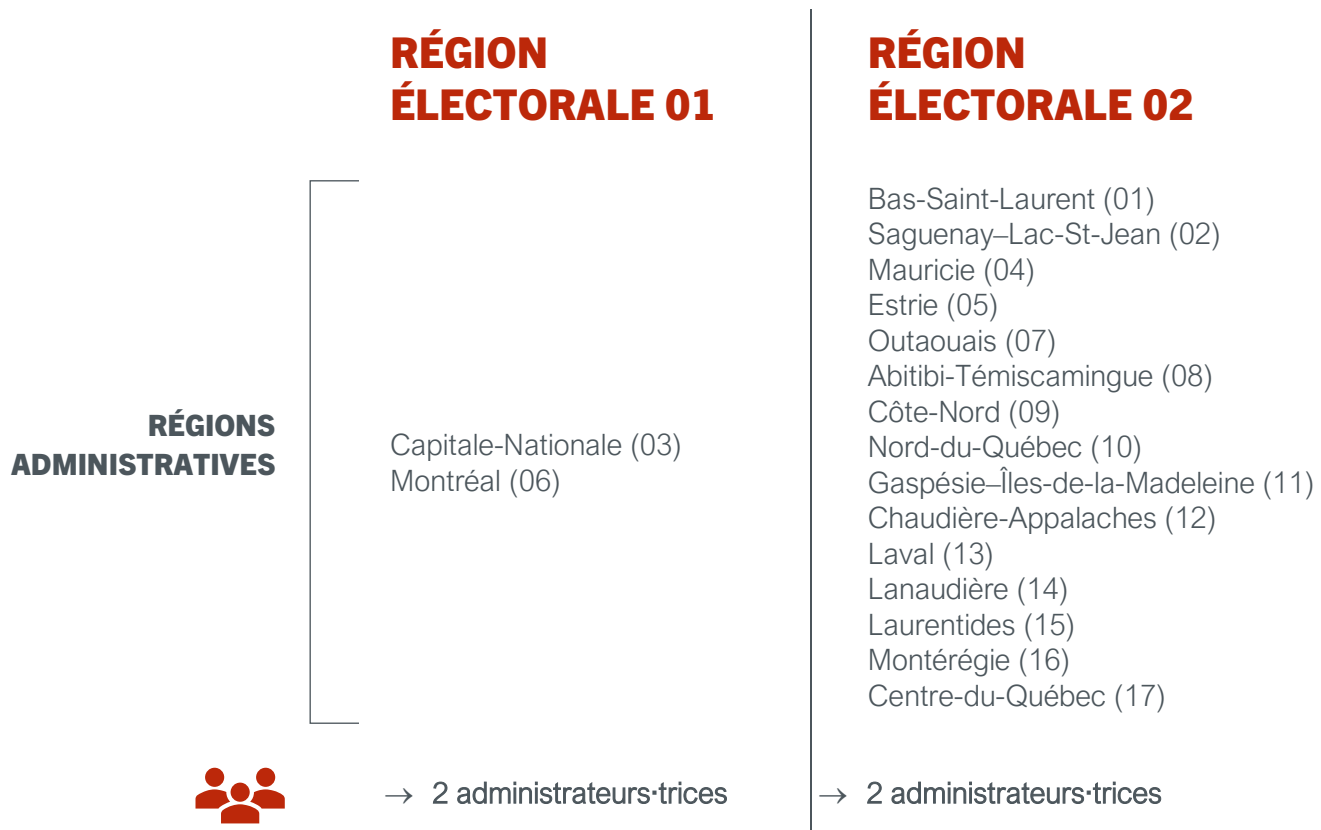 RÉGION
ÉLECTORALE 01
RÉGION
ÉLECTORALE 02
RÉGIONS
ADMINISTRATIVES
Capitale-Nationale (03)
Montréal (06)
Bas-Saint-Laurent (01)
Saguenay–Lac-St-Jean (02)
Mauricie (04)
Estrie (05)
Outaouais (07)
Abitibi-Témiscamingue (08)
Côte-Nord (09)
Nord-du-Québec (10)
Gaspésie–Îles-de-la-Madeleine (11)
Chaudière-Appalaches (12)
Laval (13)
Lanaudière (14)
Laurentides (15)
Montérégie (16)
Centre-du-Québec (17)
→ 2 administrateurs·trices
→ 2 administrateurs·trices